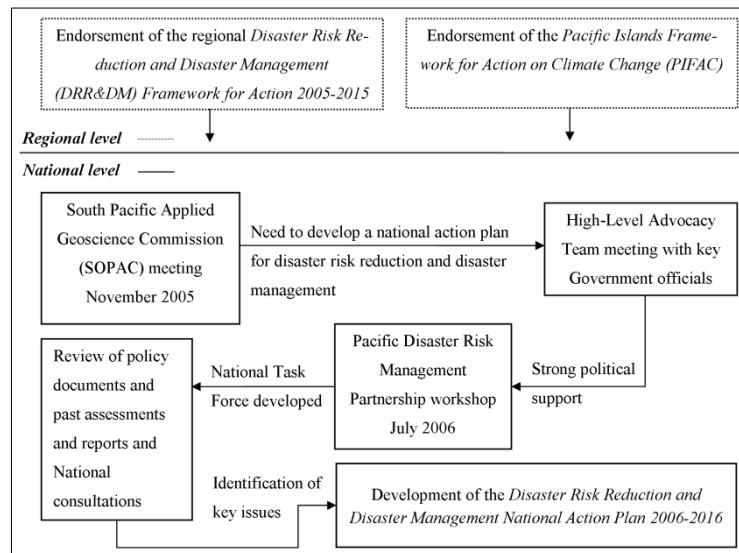 Endorsement of the regional Disaster Risk Re-
duction and Disaster Management
(DRR&DM) Framework for Action 2005-2015
Endorsement of the Pacific Islands Frame-
work for Action on Climate Change (PIFAC)
Regional level
National level
South Pacific Applied
Geoscience Commission
(SOPAC) meeting
November 2005
Need to develop a national action plan
for disaster risk reduction and disaster
management
High-Level Advocacy
Team meeting with key
Government officials
Strong political
support
Pacific Disaster Risk
Management
Partnership workshop
July 2006
National Task
Force developed
Review of policy
documents and
past assessments
and reports and
National
consultations
Identification of
key issues
Development of the Disaster Risk Reduction and
Disaster Management National Action Plan 2006-2016